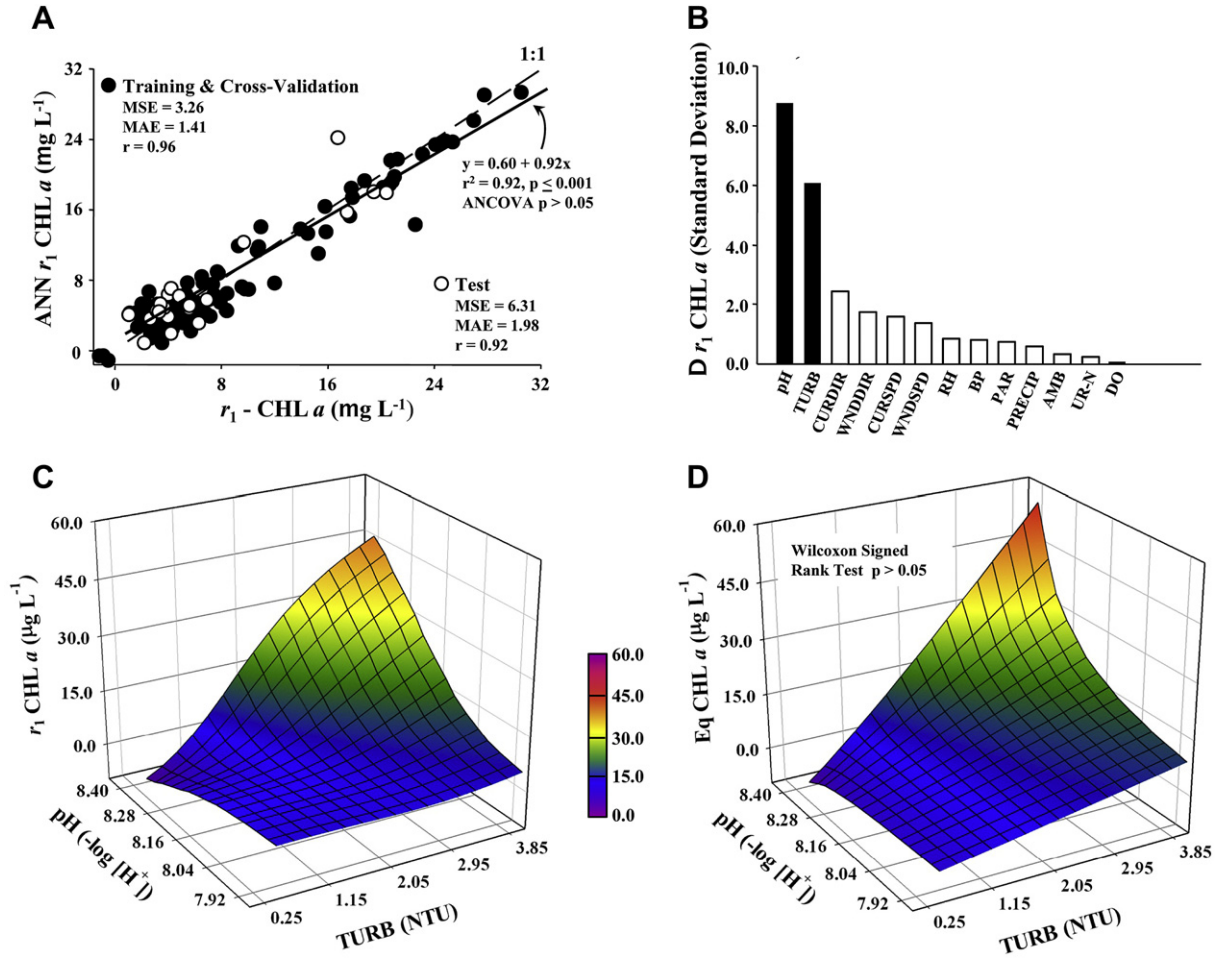 A
1:1
Training & Cross-Validation
MSE = 3.26
MAE = 1.41
r = 0.96
y = 0.60 + 0.92x
r² = 0.92, p ≤ 0.001
ANCOVA p > 0.05
Test
MSE = 6.31
MAE = 1.98
r = 0.92
ANN r₁ CHL a (mg L⁻¹)
32
24
16
8
0
0
8
16
24
32
r₁ - CHL a (mg L⁻¹)
B
D r₁ CHL a (Standard Deviation)
10.0
8.0
6.0
4.0
2.0
0.0
pH
TURB
CURDIR
WNDDIR
CURSPD
WNDSPD
RH
BP
PAR
PRECIP
AMB
UR-N
DO
C
r₁ CHL a (µg L⁻¹)
60.0
45.0
30.0
15.0
0.0
8.40
8.28
8.16
8.04
7.92
pH (-log [H⁺])
0.25
1.15
2.05
2.95
3.85
TURB (NTU)
60.0
45.0
30.0
15.0
0.0
D
Wilcoxon Signed
Rank Test p > 0.05
Eq CHL a (µg L⁻¹)
60.0
45.0
30.0
15.0
0.0
8.40
8.28
8.16
8.04
7.92
pH (-log [H⁺])
0.25
1.15
2.05
2.95
3.85
TURB (NTU)